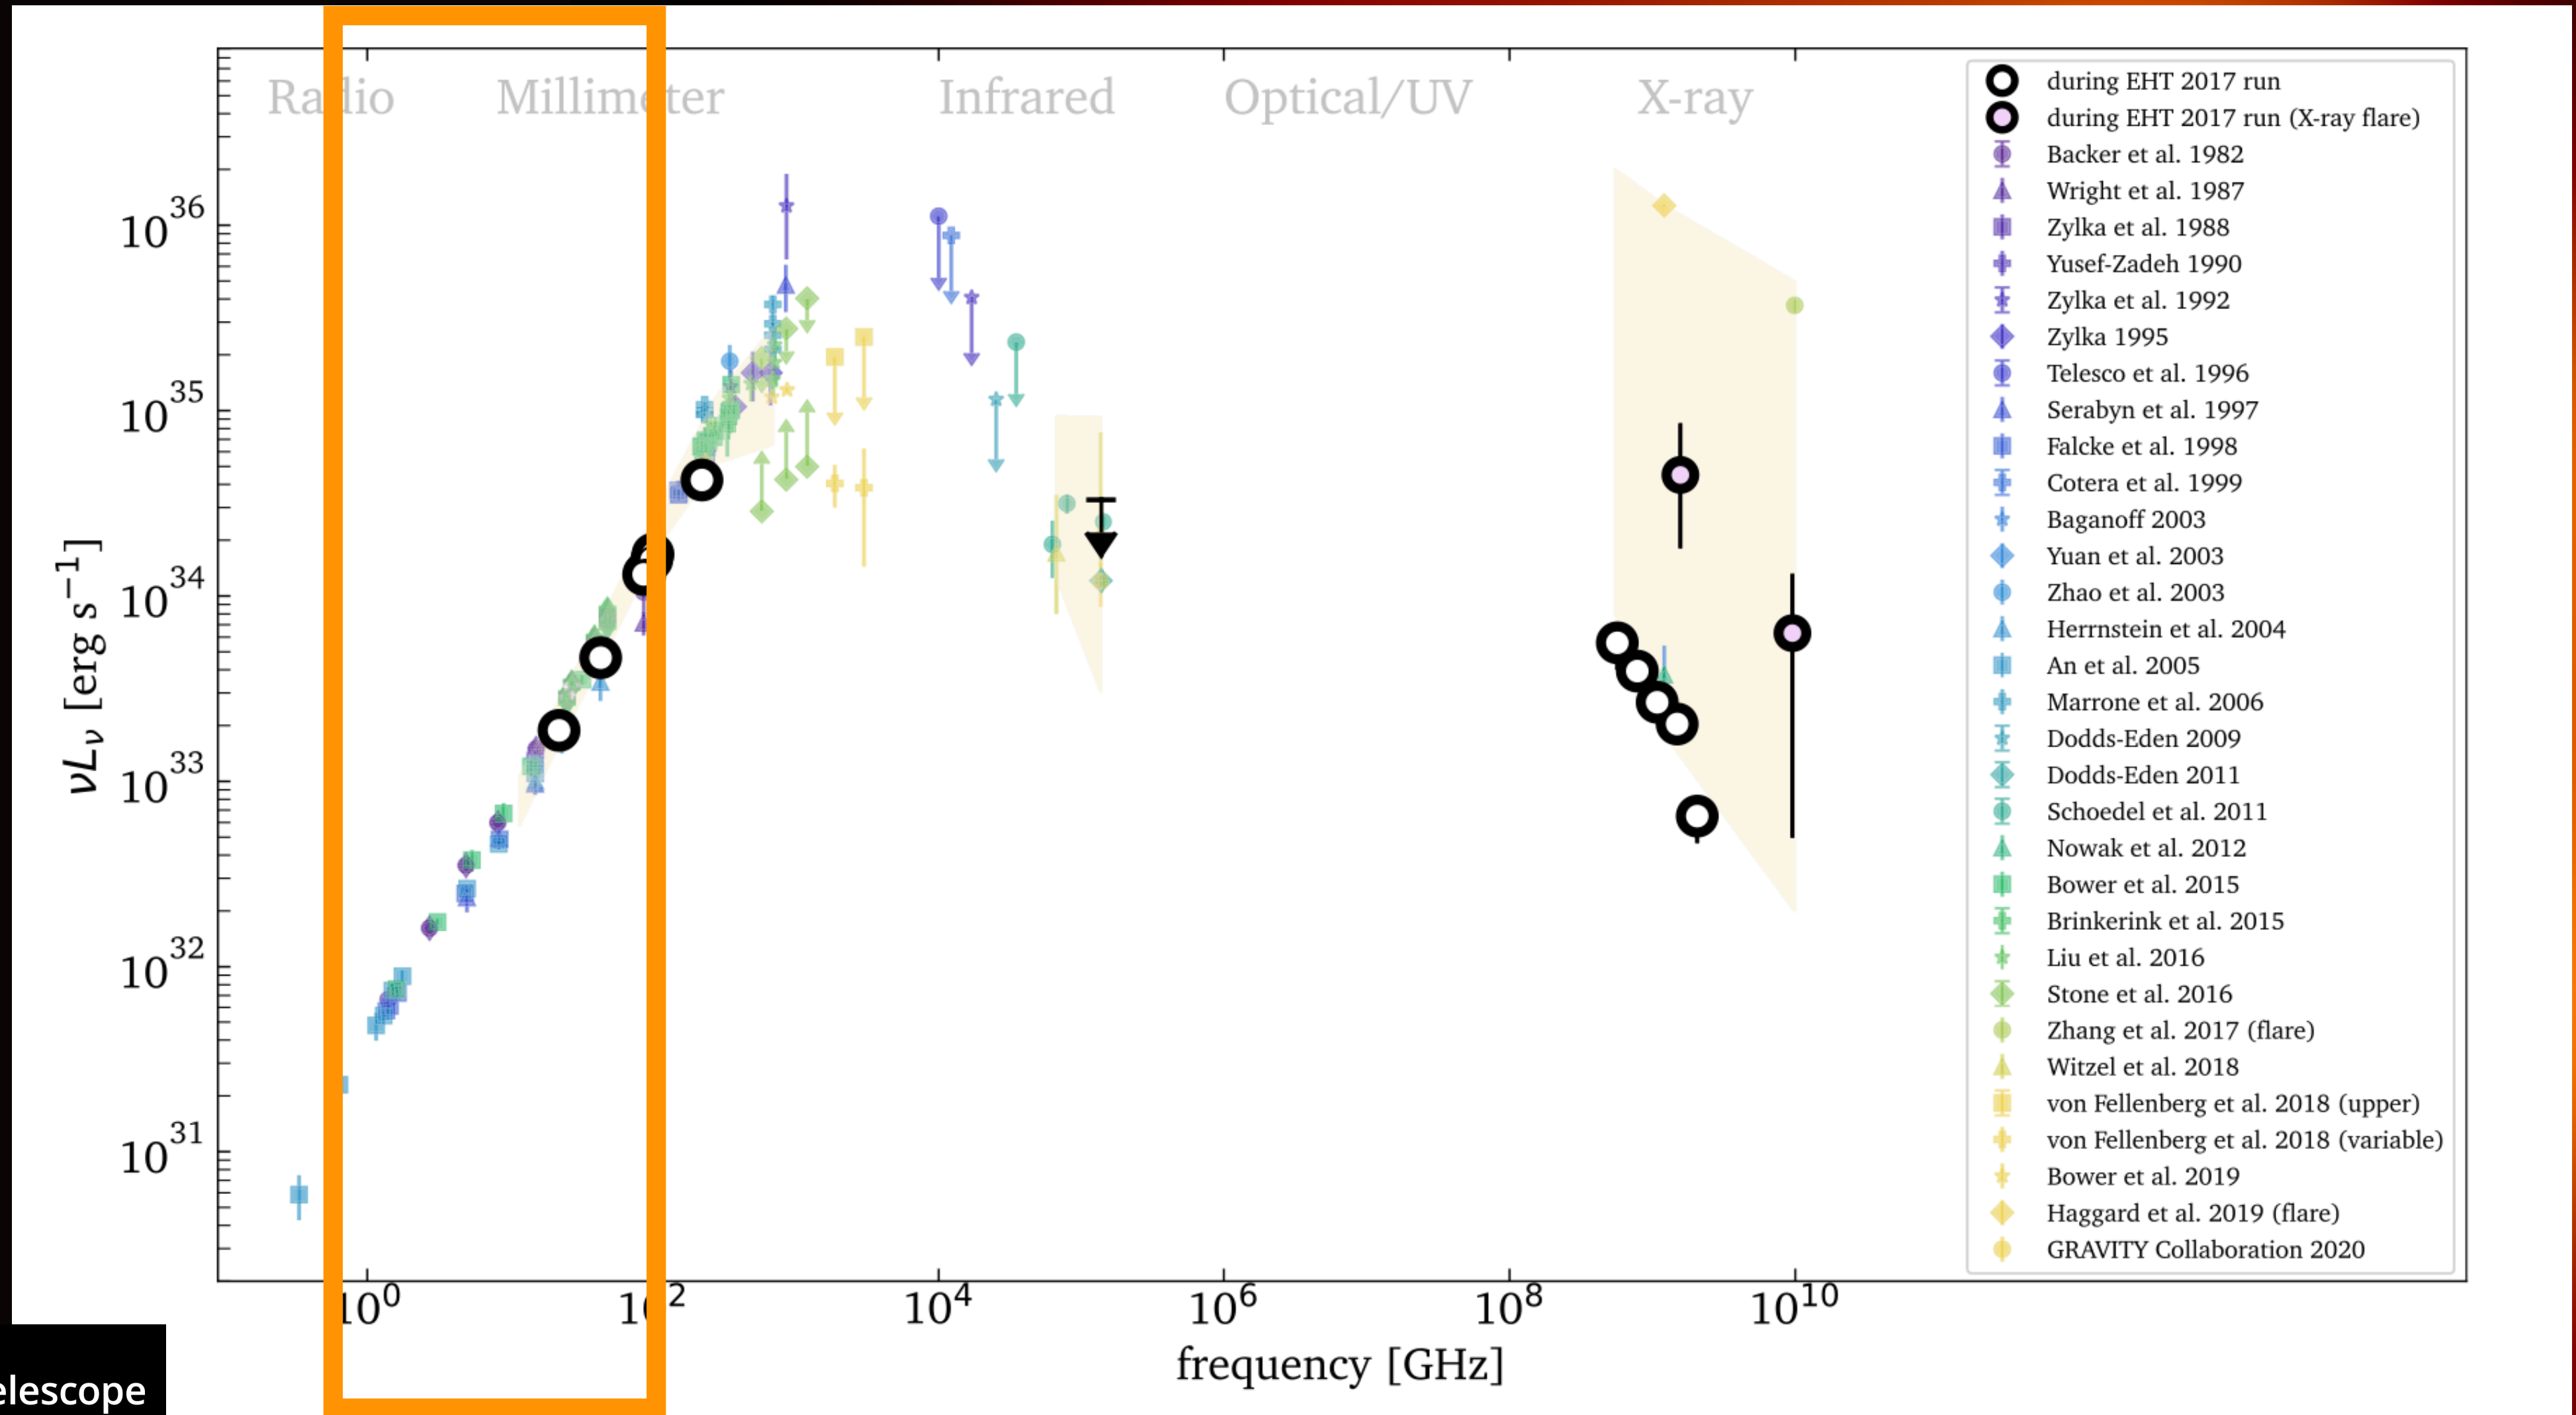 Radio Millimeter Infrared Optical/UV X-ray
10^36
10^35
10^34
10^33
10^32
10^31
νLν [erg s−1]
10^0 10^2 10^4 10^6 10^8 10^10
frequency [GHz]
during EHT 2017 run
during EHT 2017 run (X-ray flare)
Backer et al. 1982
Wright et al. 1987
Zylka et al. 1988
Yusef-Zadeh 1990
Zylka et al. 1992
Zylka 1995
Telesco et al. 1996
Serabyn et al. 1997
Falcke et al. 1998
Cotera et al. 1999
Baganoff 2003
Yuan et al. 2003
Zhao et al. 2003
Herrnstein et al. 2004
An et al. 2005
Marrone et al. 2006
Dodds-Eden 2009
Dodds-Eden 2011
Schoedel et al. 2011
Nowak et al. 2012
Bower et al. 2015
Brinkerink et al. 2015
Liu et al. 2016
Stone et al. 2016
Zhang et al. 2017 (flare)
Witzel et al. 2018
von Fellenberg et al. 2018 (upper)
von Fellenberg et al. 2018 (variable)
Bower et al. 2019
Haggard et al. 2019 (flare)
GRAVITY Collaboration 2020
elescope